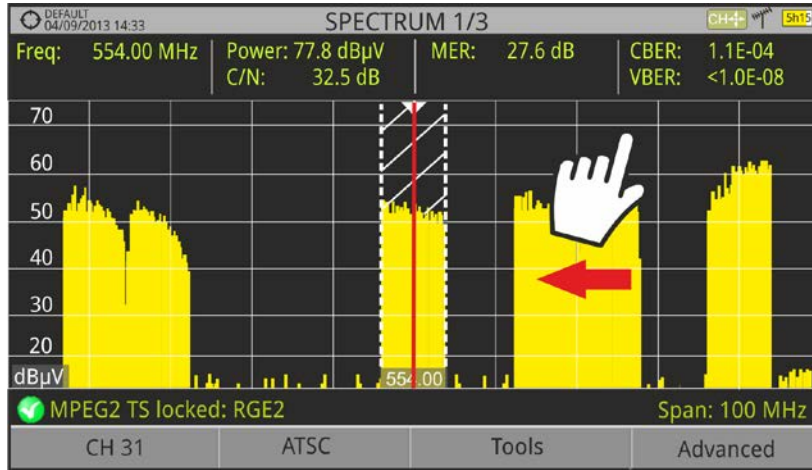 DEFAULT
04/09/2013 14:33
SPECTRUM 1/3
CH
5h15
Freq: 554.00 MHz
Power: 77.8 dBµV
C/N: 32.5 dB
MER: 27.6 dB
CBER: 1.1E-04
VBER: <1.0E-08
70
60
50
40
30
20
dBµV
554.00
MPEG2 TS locked: RGE2
Span: 100 MHz
CH 31
ATSC
Tools
Advanced